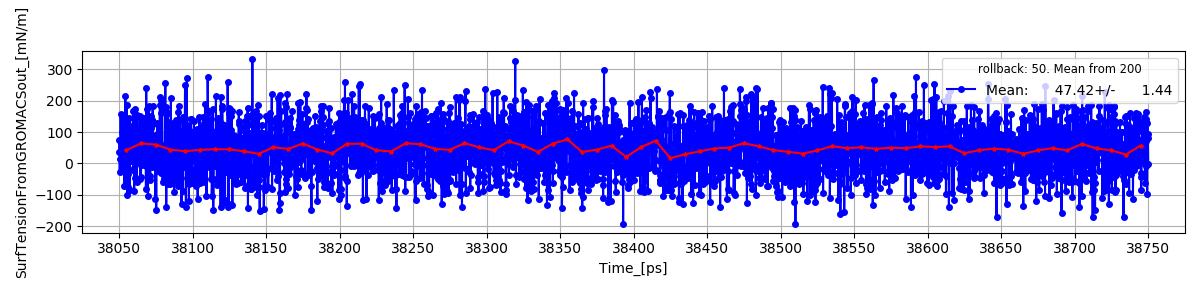 SurfTensionFromGROMACSout_[mN/m]
300
200
100
0
−100
−200
rollback: 50. Mean from 200
Mean: 47.42+/- 1.44
38050 38100 38150 38200 38250 38300 38350 38400 38450 38500 38550 38600 38650 38700 38750
Time_[ps]